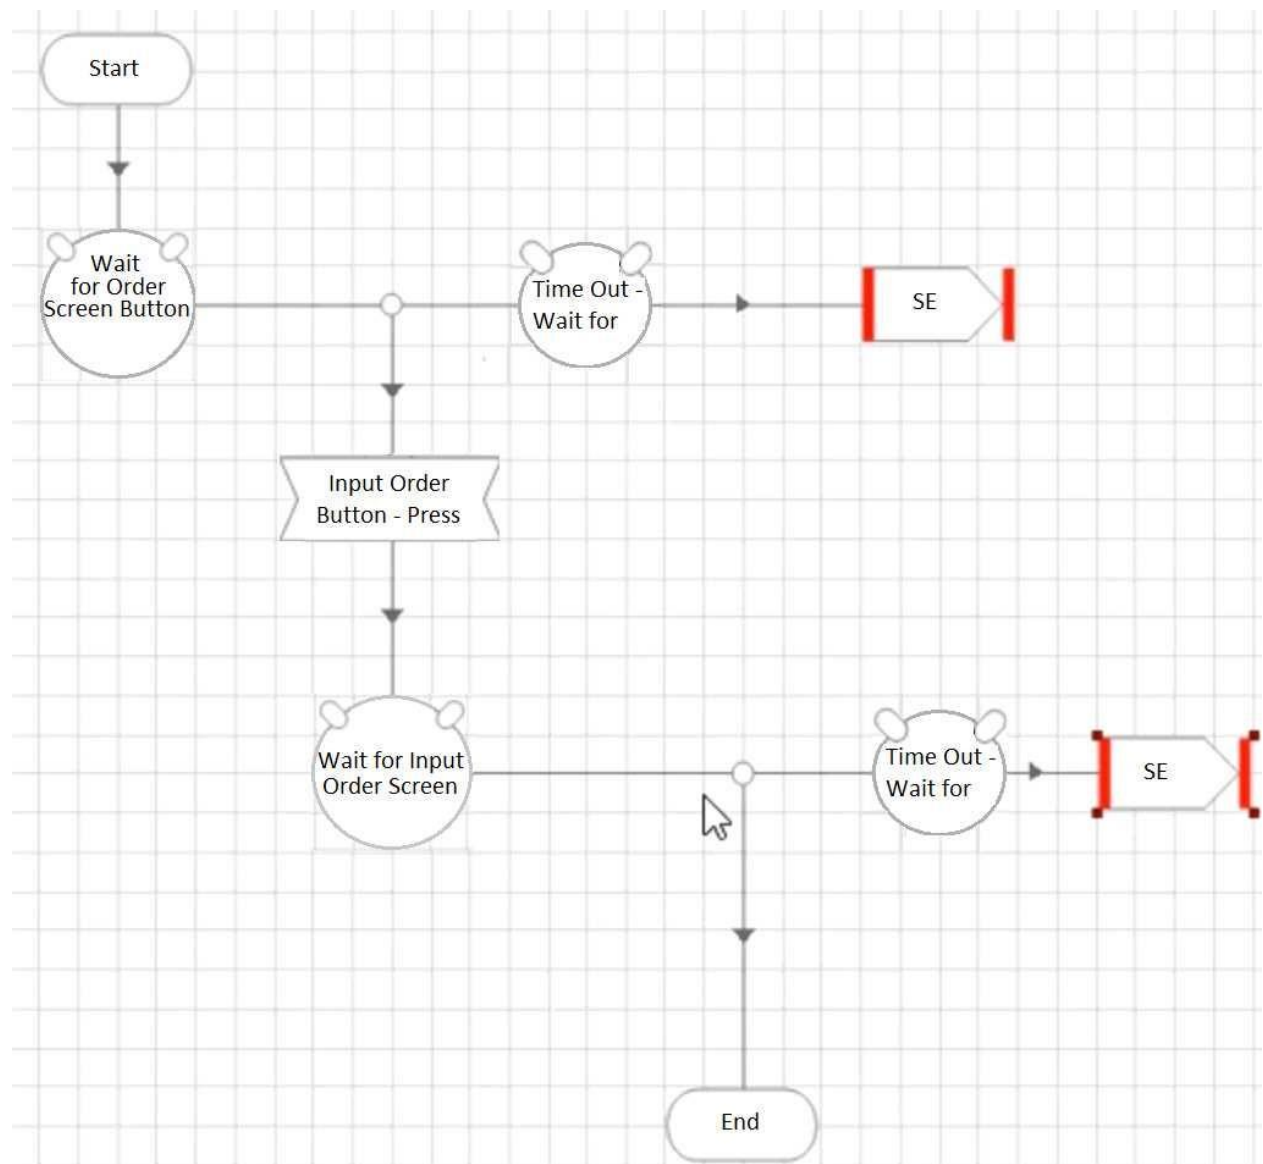 Start
Wait
for Order
Screen Button
Time Out -
Wait for
SE
Input Order
Button - Press
Wait for Input
Order Screen
Time Out -
Wait for
SE
End